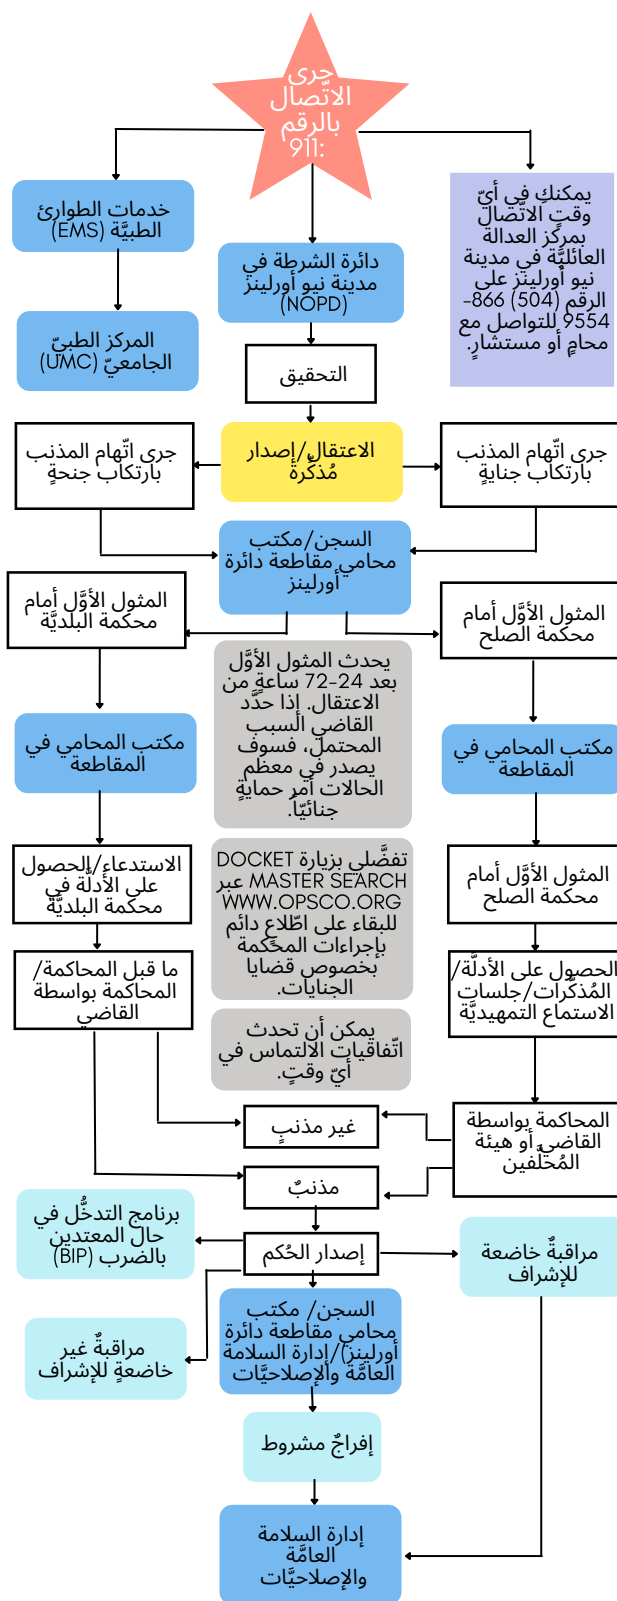 جرى
الاتّصال
بالرقم
911:
خدمات الطوارئ
الطبيَّة (EMS)
دائرة الشرطة في
مدينة نيو أورلينز
(NOPD)
يمكنكِ في أيّ
وقتٍ الاتّصال
بمركز العدالة
العائليَّة في مدينة
نيو أورلينز على
الرقم (504) 866-
9554 للتواصل مع
محامٍ أو مستشارٍ.
المركز الطبيّ
الجامعيّ (UMC)
التحقيق
جرى اتّهام المذنب
بارتكاب جنحةٍ
الاعتقال/إصدار
مُذكّرة
جرى اتّهام المذنب
بارتكاب جنايةٍ
السجن/مكتب
محامي مقاطعة دائرة
أورلينز
المثول الأوَّل أمام
محكمة البلديَّة
المثول الأوَّل أمام
محكمة الصلح
يحدث المثول الأوَّل
بعد 24-72 ساعةٍ من
الاعتقال. إذا حدَّد
القاضي السبب
المحتمل، فسوف
يصدر في معظم
الحالات أمر حمايةٍ
جنائيّاً.
مكتب المحامي في
المقاطعة
مكتب المحامي في
المقاطعة
الاستدعاء/الحصول
على الأدلَّة في
محكمة البلديَّة
تفضَّلي بزيارة DOCKET
MASTER SEARCH عبر
WWW.OPSCO.ORG
للبقاء على اطّلاعٍ دائم
بإجراءات المحكمة
بخصوص قضايا
الجنايات.
المثول الأوَّل أمام
محكمة الصلح
ما قبل المحاكمة/
المحاكمة بواسطة
القاضي
الحصول على الأدلَّة/
المُذكّرات/جلسات
الاستماع التمهيديَّة
يمكن أن تحدث
اتّفاقيات الالتماس في
أيّ وقتٍ.
غير مذنبٍ
المحاكمة بواسطة
القاضي أو هيئة
المُحلَّفين
مذنبٌ
برنامج التدخُّل في
حال المعتدين
بالضرب (BIP)
إصدار الحُكم
مراقبةٌ خاضعة
للإشراف
السجن/ مكتب
محامي مقاطعة دائرة
أورلينز)/إدارة السلامة
العامَّة والإصلاحيَّات
مراقبةٌ غير
خاضعةٍ للإشراف
إفراجٌ مشروط
إدارة السلامة
العامَّة
والإصلاحيَّات